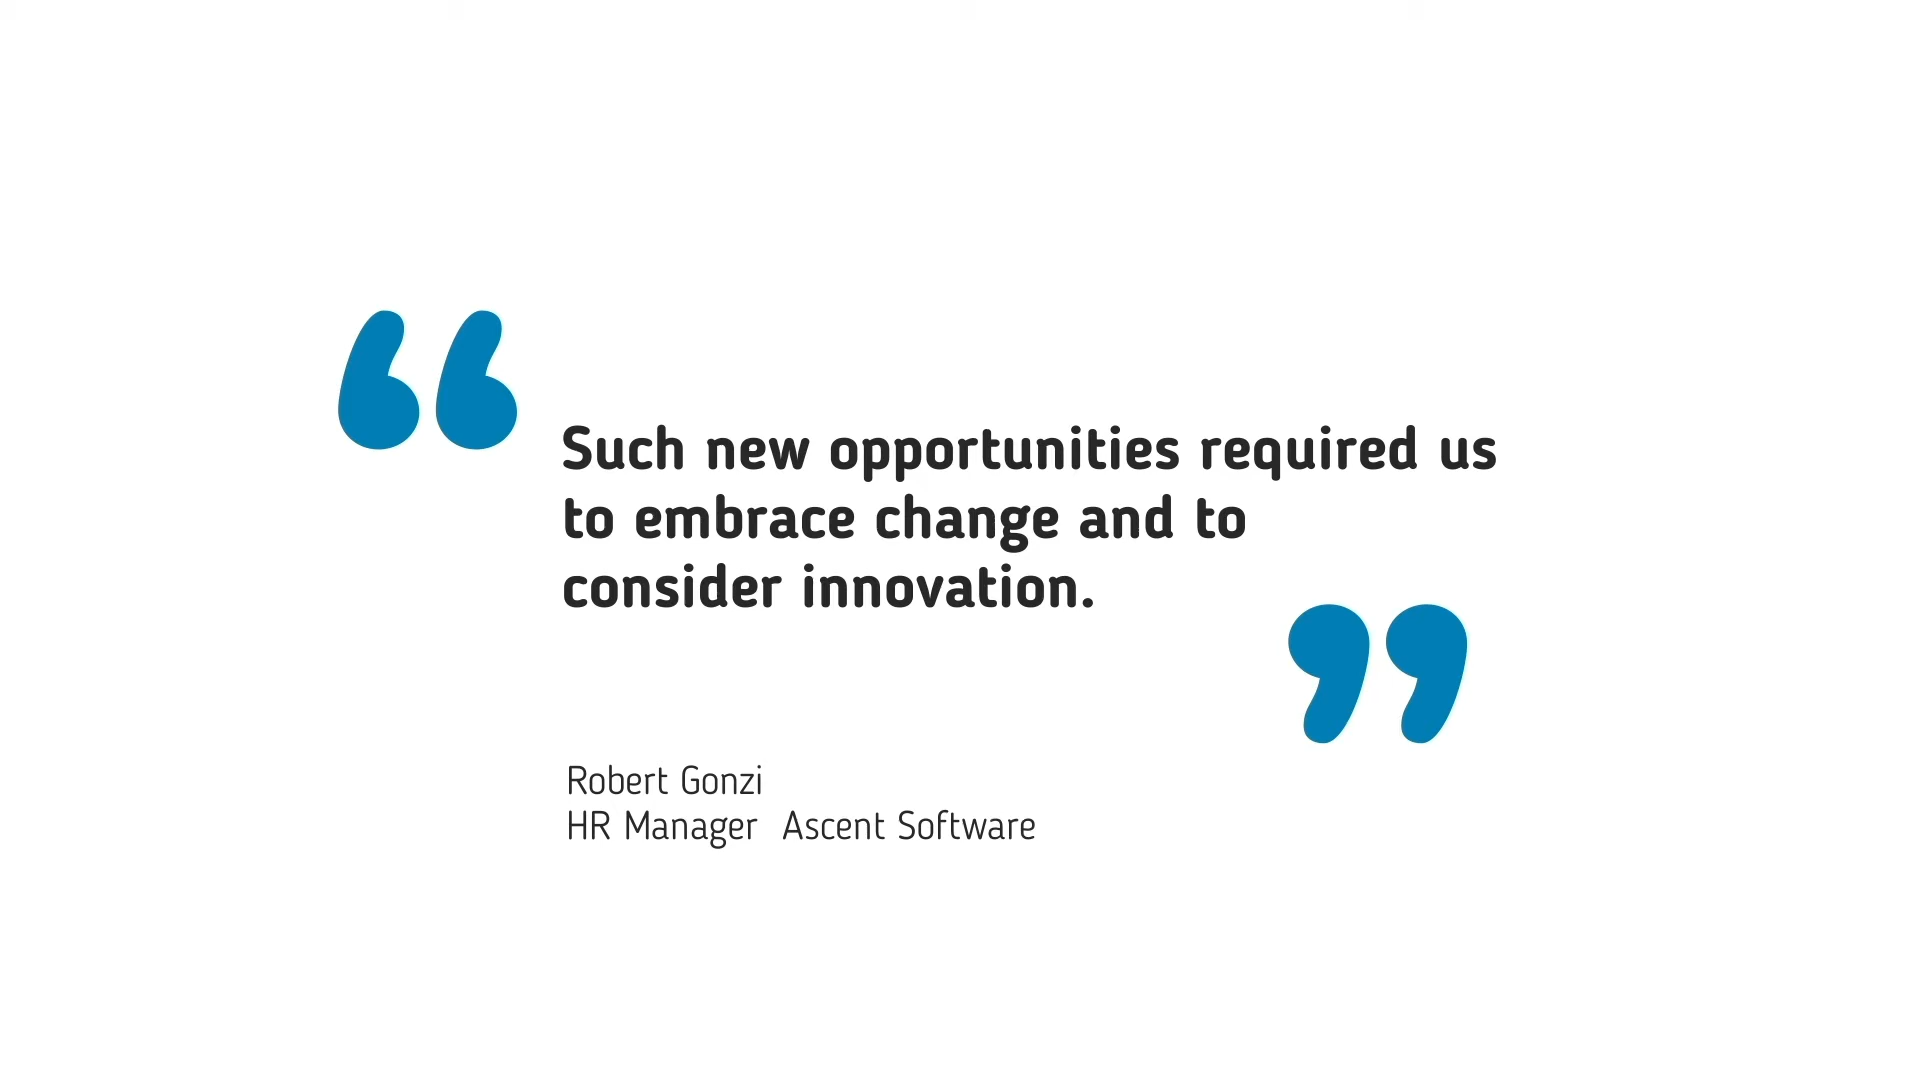 “Such new opportunities required us
to embrace change and to
consider innovation.”
Robert Gonzi
HR Manager  Ascent Software